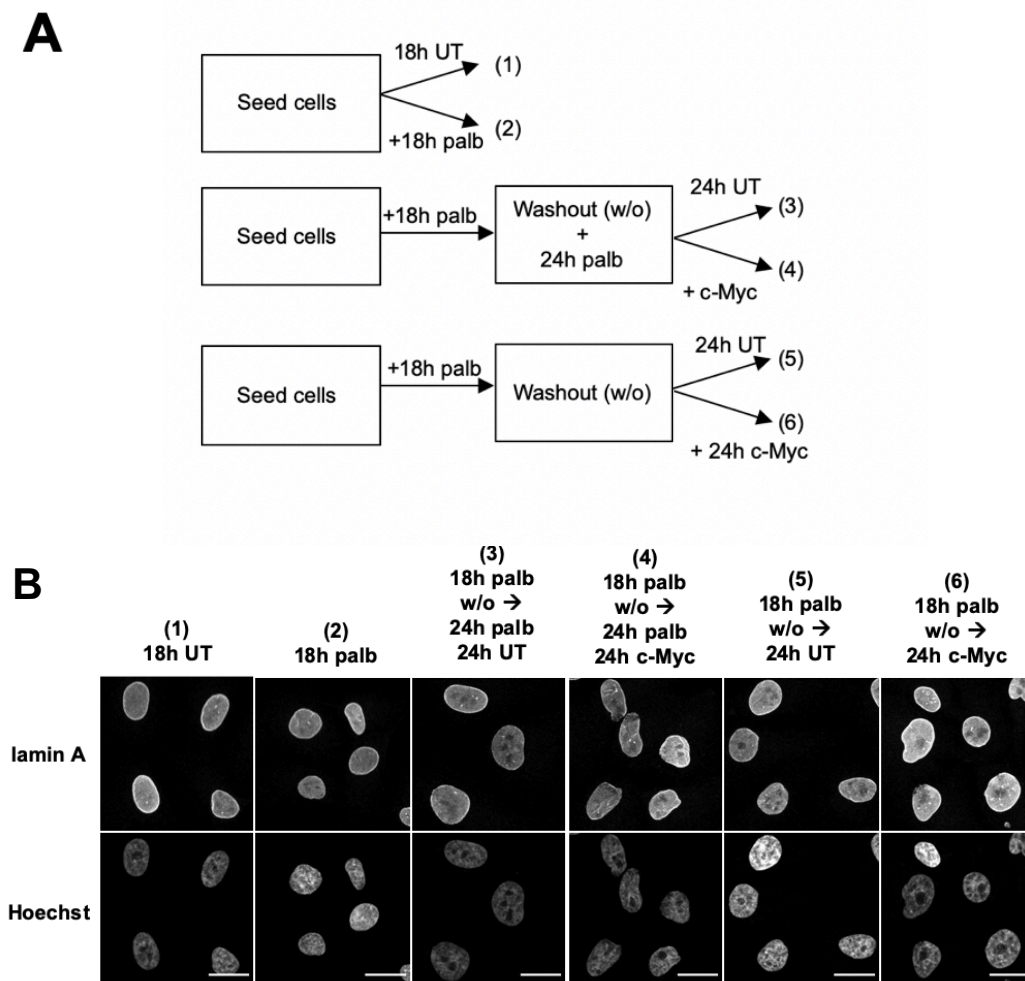 A
18h UT
(1)
Seed cells
+18h palb
(2)
24h UT
+18h palb
Washout (w/o)
(3)
Seed cells
+
24h palb
(4)
+ c-Myc
24h UT
+18h palb
(5)
Seed cells
Washout (w/o)
(6)
+ 24h c-Myc
B
(1)
18h UT
(2)
18h palb
(3)
18h palb
w/o →
24h palb
24h UT
(4)
18h palb
w/o →
24h palb
24h c-Myc
(5)
18h palb
w/o →
24h UT
(6)
18h palb
w/o →
24h c-Myc
lamin A
Hoechst